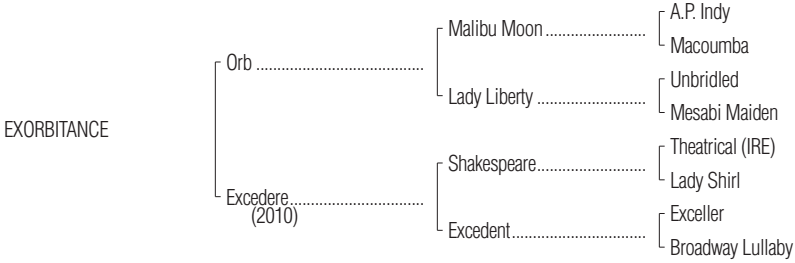 A.P. Indy
Malibu Moon ..........................
Macoumba
Orb ...........................................
Unbridled
Lady Liberty ............................
Mesabi Maiden
EXORBITANCE
Theatrical (IRE)
Shakespeare............................
Lady Shirl
Excedere...................................
(2010)
Exceller
Excedent...................................
Broadway Lullaby